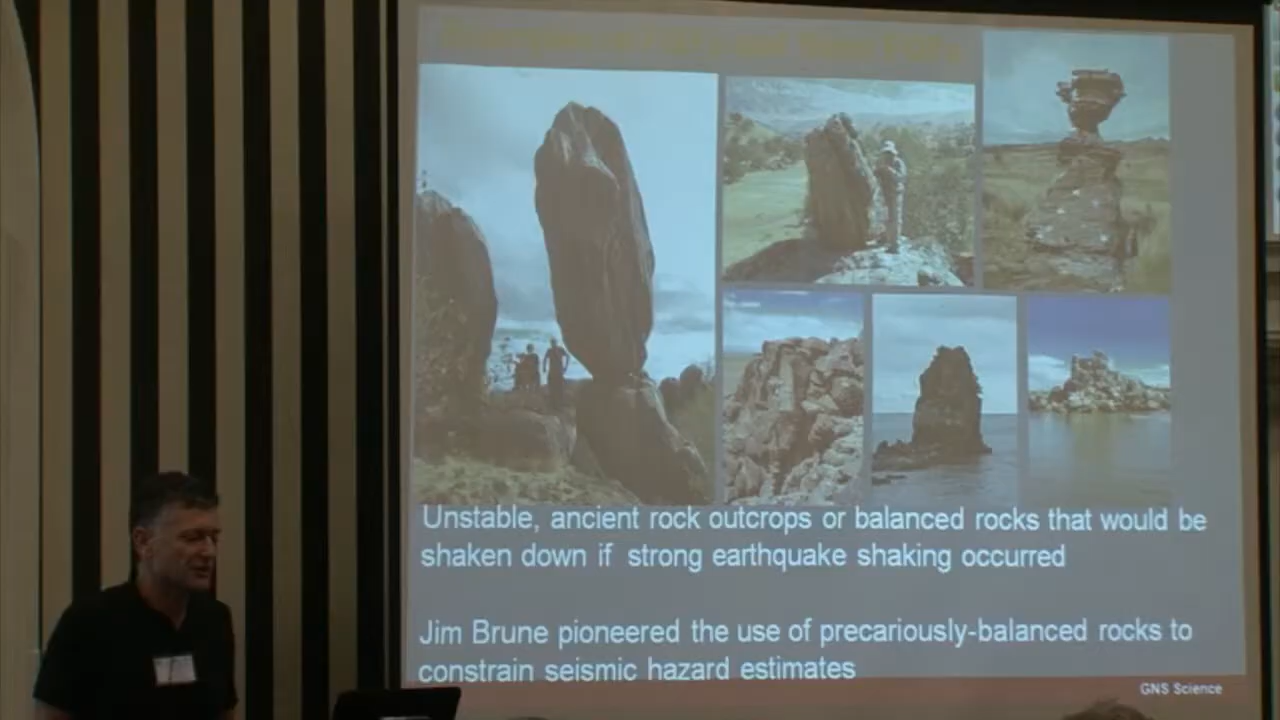 Unstable, ancient rock outcrops or balanced rocks that would be
shaken down if strong earthquake shaking occurred
Jim Brune pioneered the use of precariously-balanced rocks to
constrain seismic hazard estimates
GNS Science